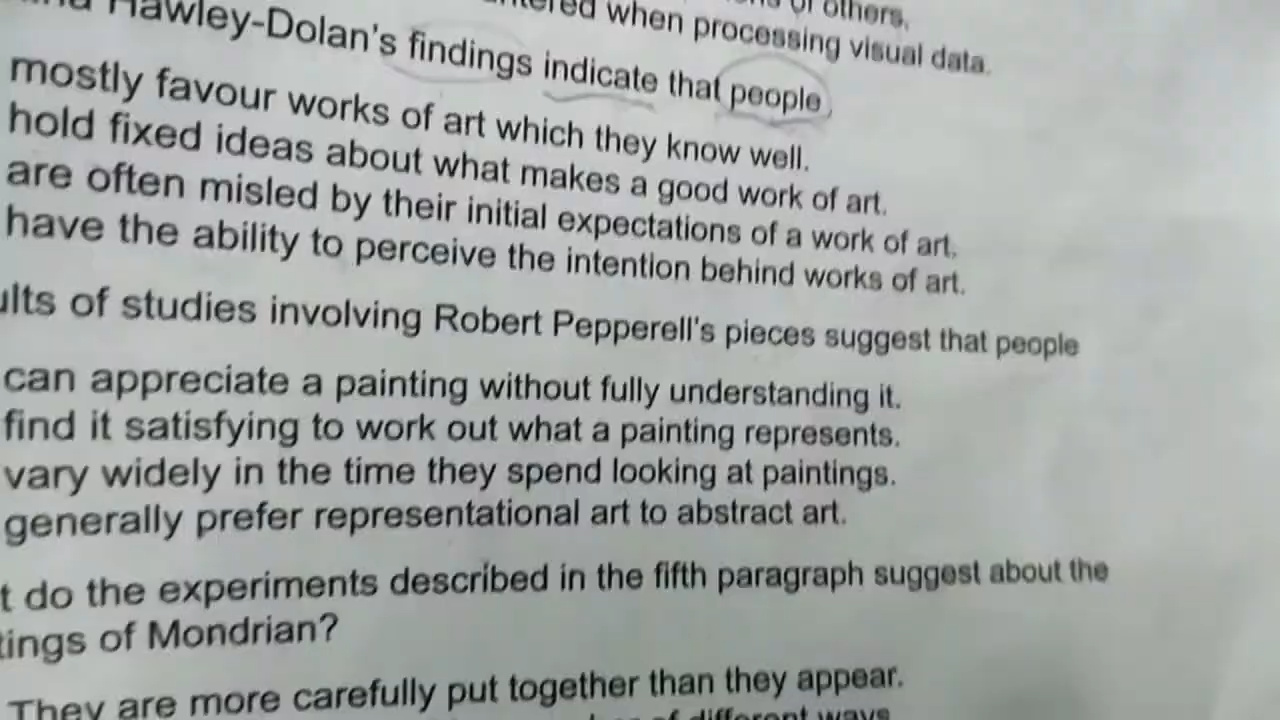 of others.
when processing visual data.
Hawley-Dolan's findings indicate that people
mostly favour works of art which they know well.
hold fixed ideas about what makes a good work of art.
are often misled by their initial expectations of a work of art.
have the ability to perceive the intention behind works of art.
of studies involving Robert Pepperell's pieces suggest that people
can appreciate a painting without fully understanding it.
find it satisfying to work out what a painting represents.
vary widely in the time they spend looking at paintings.
generally prefer representational art to abstract art.
do the experiments described in the fifth paragraph suggest about the
of Mondrian?
They are more carefully put together than they appear.
of different ways